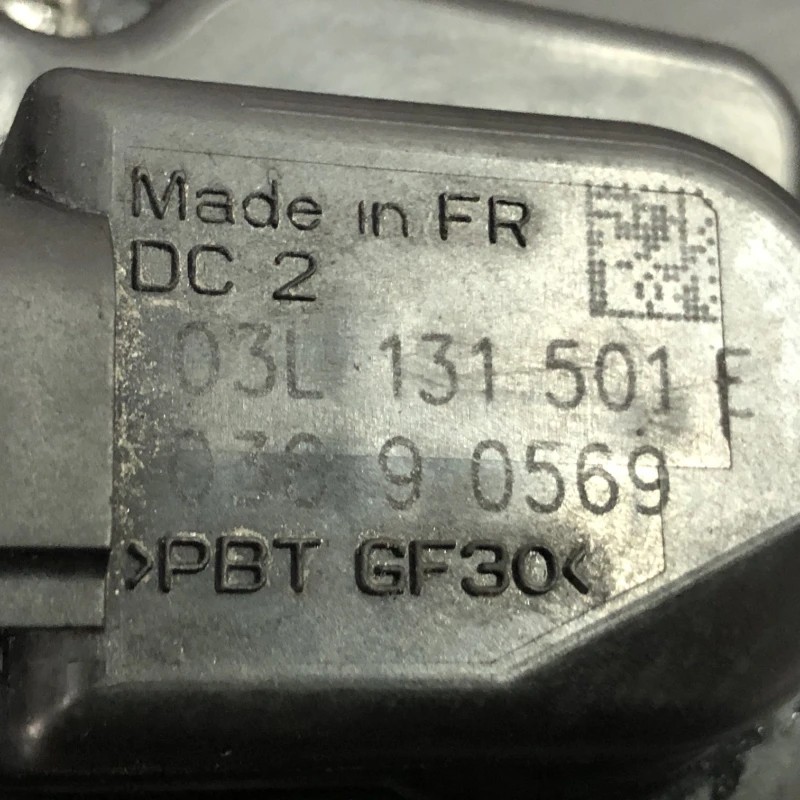 Made in FR
DC 2
03L 131 501 E
9 0569
>PBT GF30<